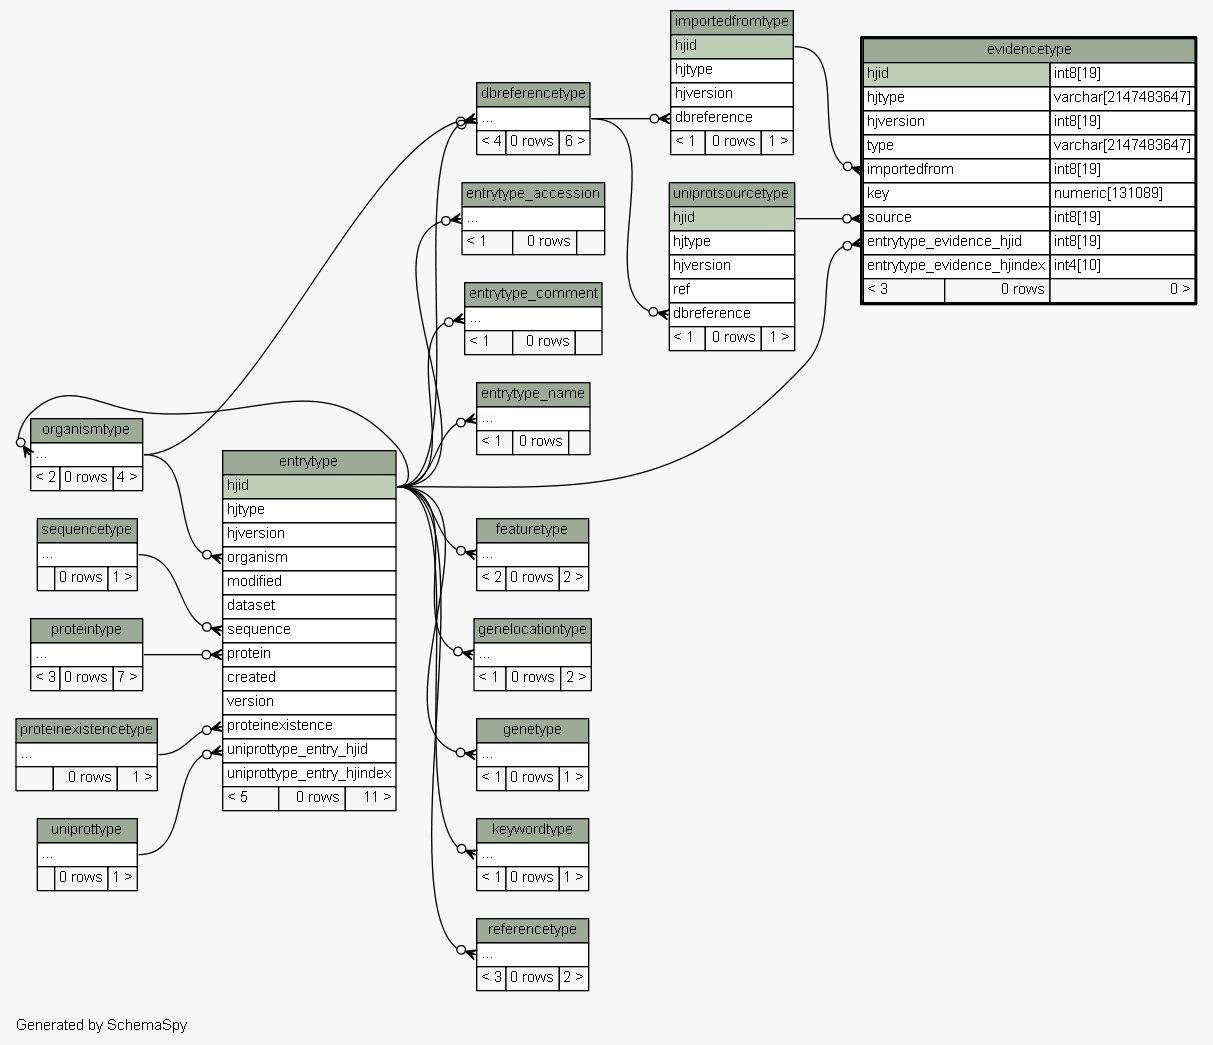 importedfromtype
hjid
hjtype
hjversion
dbreference
< 1 0 rows 1 >
evidencetype
hjid int8[19]
hjtype varchar[2147483647]
hjversion int8[19]
type varchar[2147483647]
importedfrom int8[19]
key numeric[131089]
source int8[19]
entrytype_evidence_hjid int8[19]
entrytype_evidence_hjindex int4[10]
< 3 0 rows 0 >
dbreferencetype
...
< 4 0 rows 6 >
entrytype_accession
...
< 1 0 rows
uniprotsourcetype
hjid
hjtype
hjversion
ref
dbreference
< 1 0 rows 1 >
entrytype_comment
...
< 1 0 rows
entrytype_name
...
< 1 0 rows
organismtype
...
< 2 0 rows 4 >
entrytype
hjid
hjtype
hjversion
organism
modified
dataset
sequence
protein
created
version
proteinexistence
uniprottype_entry_hjid
uniprottype_entry_hjindex
< 5 0 rows 11 >
sequencetype
...
0 rows 1 >
proteintype
...
< 3 0 rows 7 >
proteinexistencetype
...
0 rows 1 >
uniprottype
...
0 rows 1 >
featuretype
...
< 2 0 rows 2 >
genelocationtype
...
< 1 0 rows 2 >
genetype
...
< 1 0 rows 1 >
keywordtype
...
< 1 0 rows 1 >
referencetype
...
< 3 0 rows 2 >
Generated by SchemaSpy